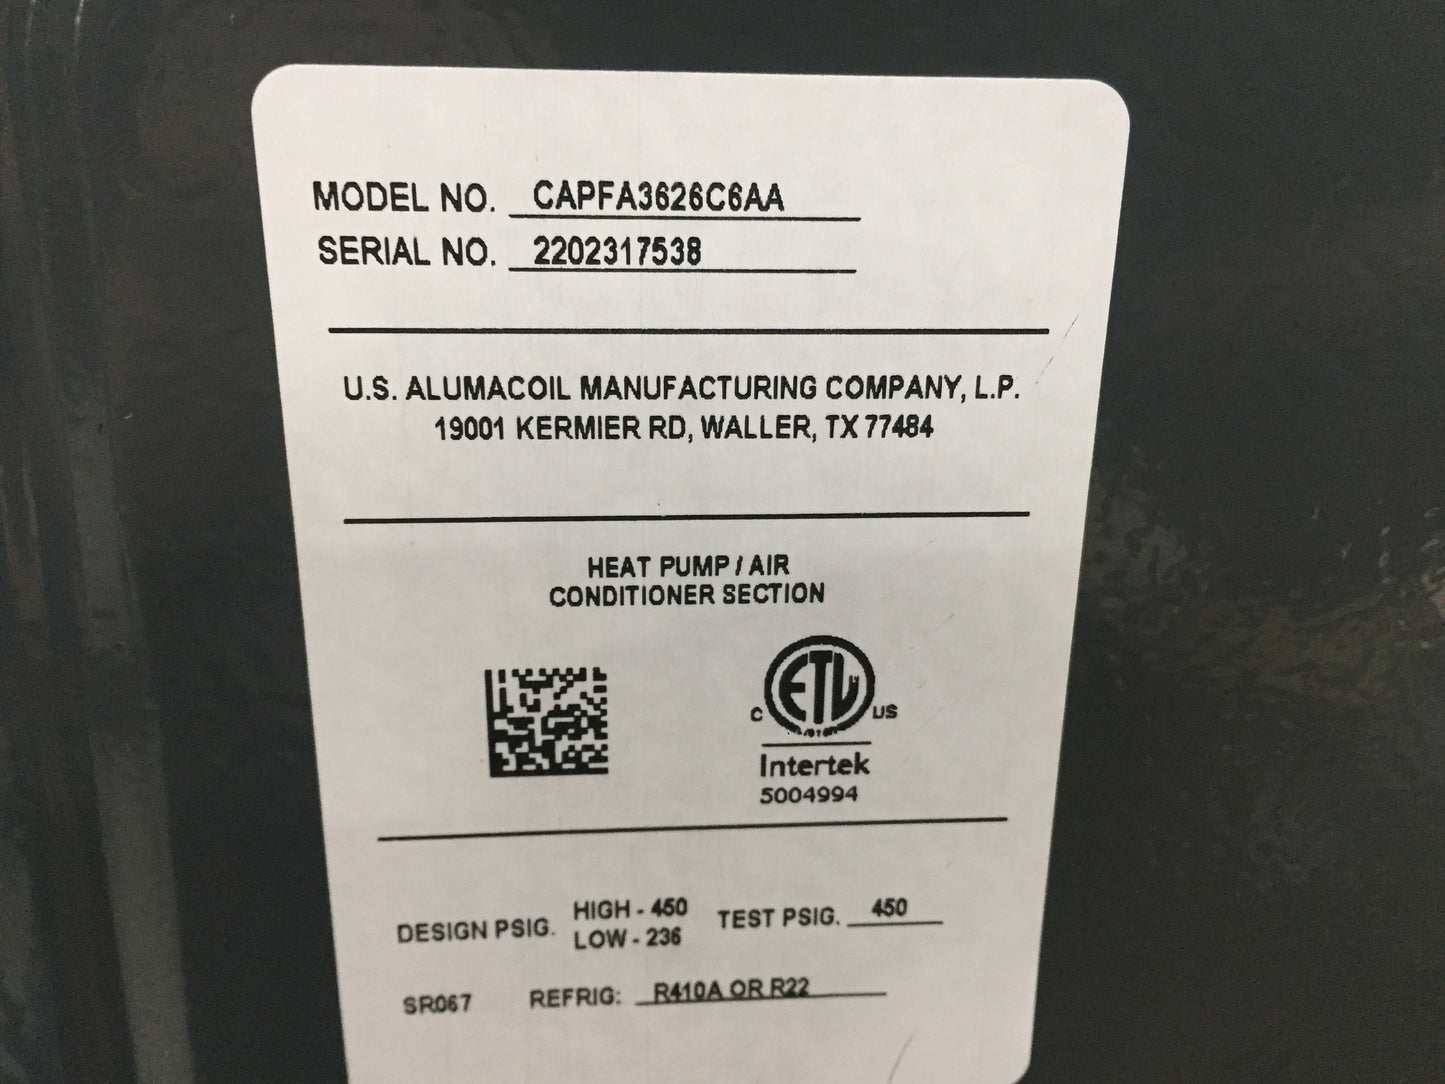 MODEL NO. CAPFA3626C6AA
SERIAL NO. 2202317538
U.S. ALUMACOIL MANUFACTURING COMPANY, L.P.
19001 KERMIER RD, WALLER, TX 77484
HEAT PUMP / AIR
CONDITIONER SECTION
ETL
C US
Intertek
5004994
DESIGN PSIG. HIGH - 450 TEST PSIG. 450
LOW - 236
SR067 REFRIG: R410A OR R22